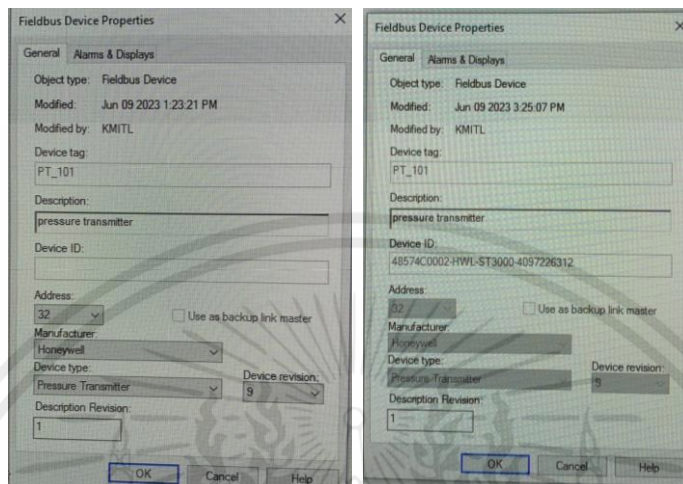 Fieldbus Device Properties
General Alarms & Displays
Object type: Fieldbus Device
Modified: Jun 09 2023 1:23:21 PM
Modified by: KMITL
Device tag:
PT_101
Description:
pressure transmitter
Device ID:
Address:
32
Use as backup link master
Manufacturer:
Honeywell
Device type:
Device revision:
Pressure Transmitter
9
Description Revision:
1
OK Cancel Help
Fieldbus Device Properties
General Alarms & Displays
Object type: Fieldbus Device
Modified: Jun 09 2023 3:25:07 PM
Modified by: KMITL
Device tag:
PT_101
Description:
pressure transmitter
Device ID:
48574C0002-HWL-ST3000-4097226312
Address:
32
Use as backup link master
Manufacturer:
Honeywell
Device type:
Device revision:
Pressure Transmitter
9
Description Revision:
1
OK Cancel Help